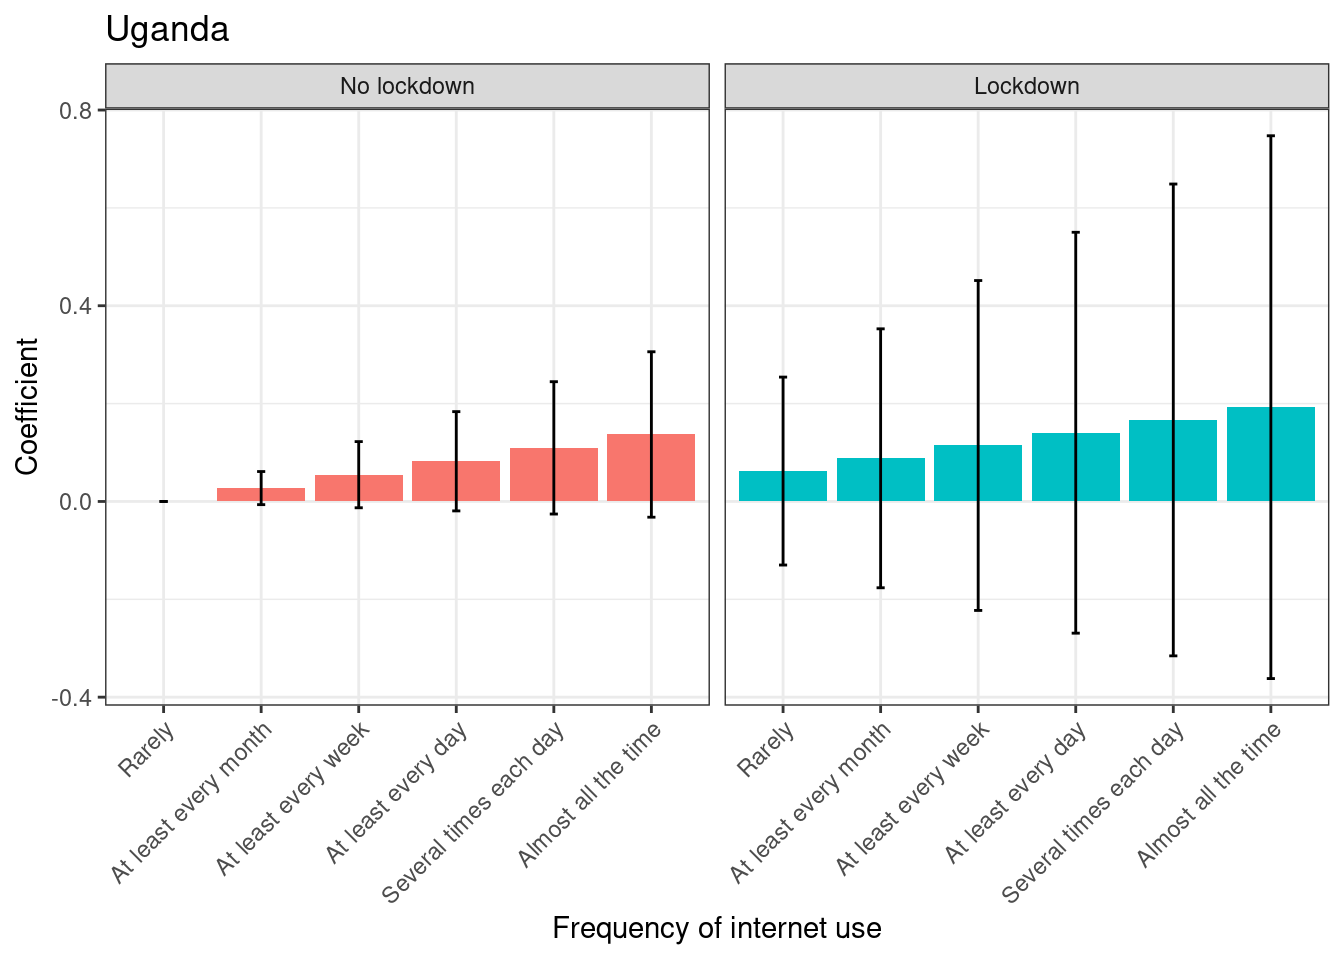 Uganda
No lockdown
Lockdown
0.8
0.4
0.0
-0.4
Coefficient
Rarely
At least every month
At least every week
At least every day
Several times each day
Almost all the time
Rarely
At least every month
At least every week
At least every day
Several times each day
Almost all the time
Frequency of internet use